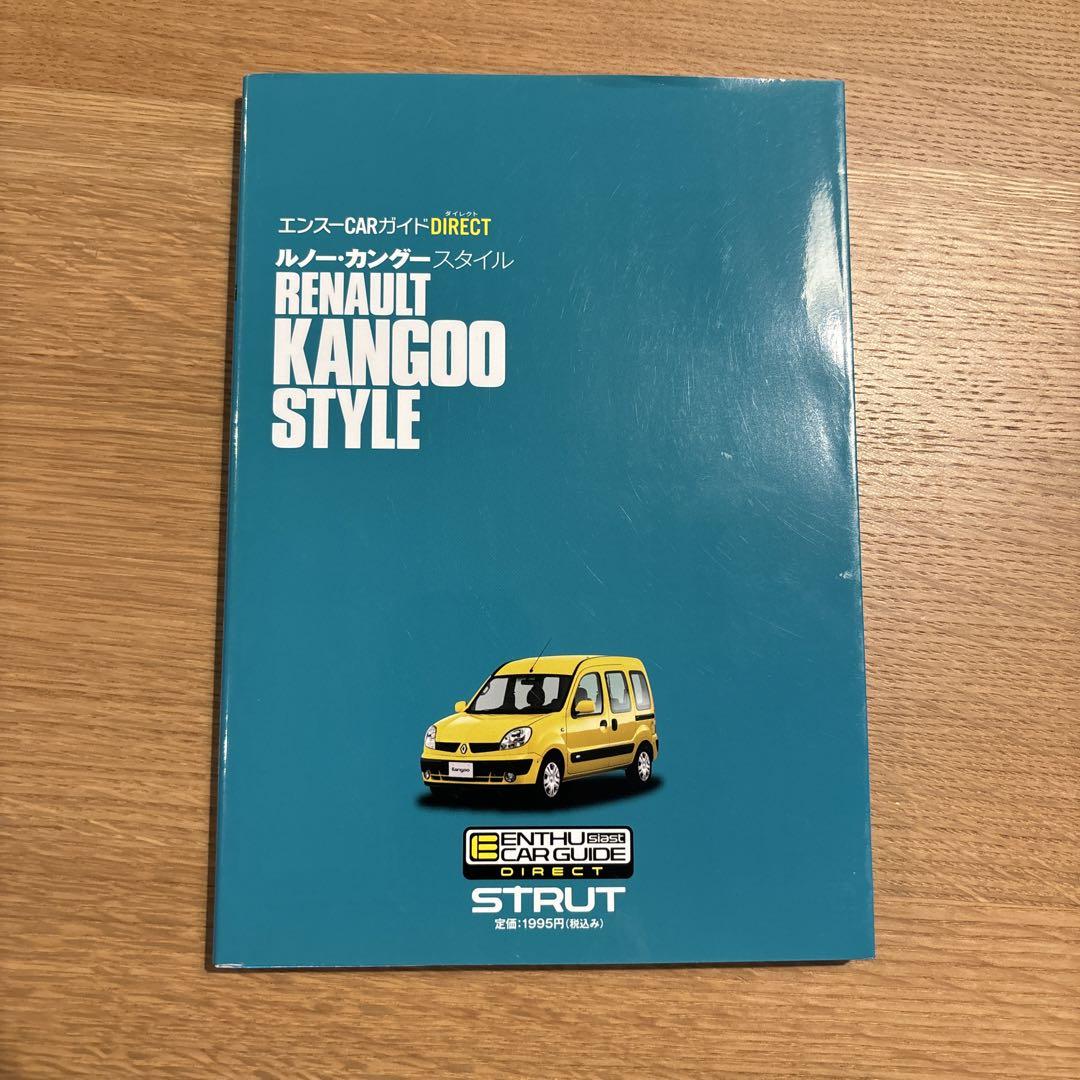 ダイレクト
エンスーCARガイドDIRECT
ルノー・カングースタイル
RENAULT
KANGOO
STYLE
Kangoo
E ENTHUsiast
CAR GUIDE
DIRECT
STRUT
定価:1995円(税込み)